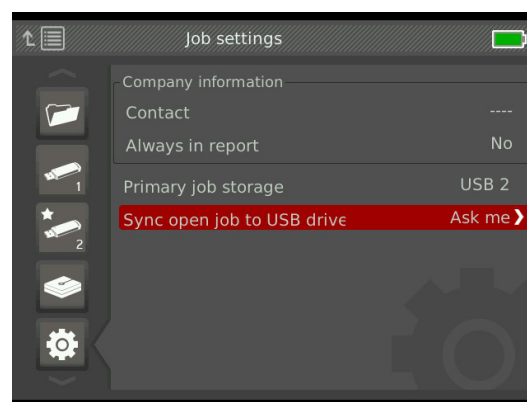 Job settings
Company information
Contact ----
Always in report No
1
Primary job storage USB 2
Sync open job to USB drive Ask me
2